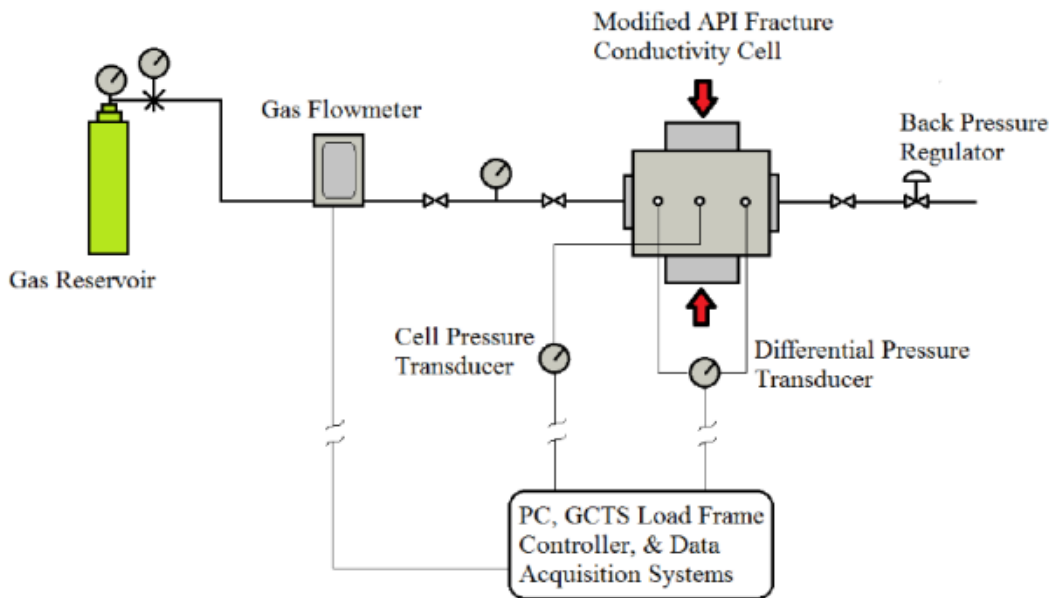 Modified API Fracture
Conductivity Cell
Gas Flowmeter
Back Pressure
Regulator
Gas Reservoir
Cell Pressure
Transducer
Differential Pressure
Transducer
PC, GCTS Load Frame
Controller, & Data
Acquisition Systems